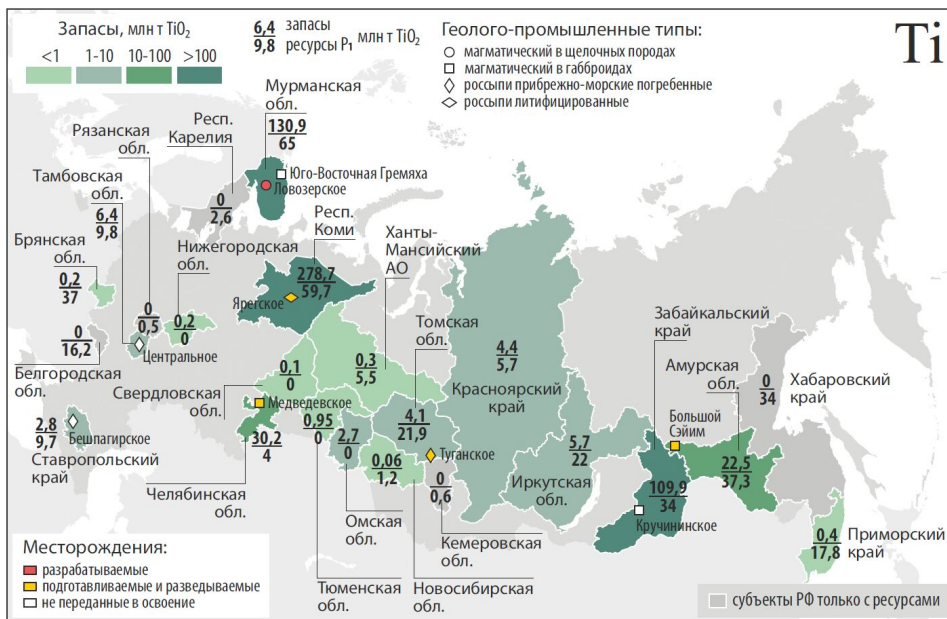 Запасы, млн т TiO₂
<1 1-10 10-100 >100
6,4 запасы
9,8 ресурсы P₁
млн т TiO₂
Геолого-промышленные типы:
магматический в щелочных породах
магматический в габброидах
россыпи прибрежно-морские погребенные
россыпи литифицированные
Ti
Мурманская
обл.
130,9
65
Юго-Восточная Гремяха
Ловозерское
Респ.
Карелия
0
2,6
Рязанская
обл.
0
0,5
Тамбовская
обл.
6,4
9,8
Центральное
Брянская
обл.
0,2
37
Нижегородская
обл.
0,2
0
Респ.
Коми
278,7
59,7
Ярегское
Ханты-
Мансийский
АО
0,3
5,5
Томская
обл.
4,1
21,9
Туганское
4,4
5,7
Красноярский
край
Забайкальский
край
109,9
34
Кручининское
Амурская
обл.
22,5
37,3
Большой
Сэйим
0
34
Хабаровский
край
0
16,2
Белгородская
обл.
Свердловская
обл.
0,1
0
Медведевское
30,2
4
Челябинская
обл.
2,8
9,7
Бешпагирское
Ставропольский
край
0,95
0
Тюменская
обл.
2,7
0
Омская
обл.
0,06
1,2
Новосибирская
обл.
0
0,6
Кемеровская
обл.
5,7
22
Иркутская
обл.
0,4
17,8
Приморский
край
Месторождения:
разрабатываемые
подготавливаемые и разведываемые
не переданные в освоение
субъекты РФ только с ресурсами